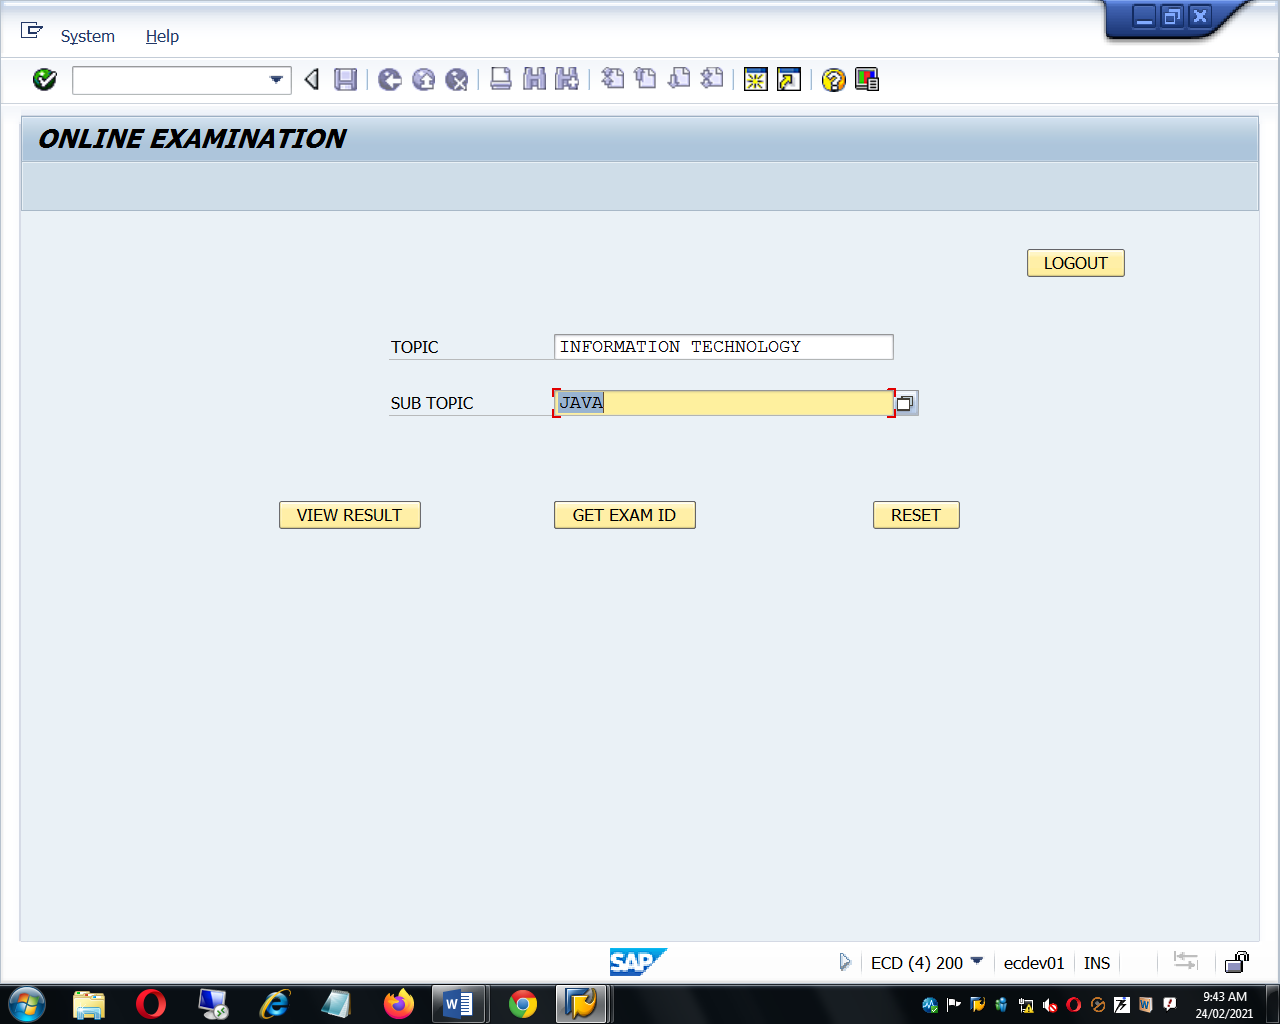 System Help
ONLINE EXAMINATION
LOGOUT
TOPIC INFORMATION TECHNOLOGY
SUB TOPIC JAVA
VIEW RESULT GET EXAM ID RESET
SAP ECD (4) 200 ecdev01 INS
9:43 AM
24/02/2021